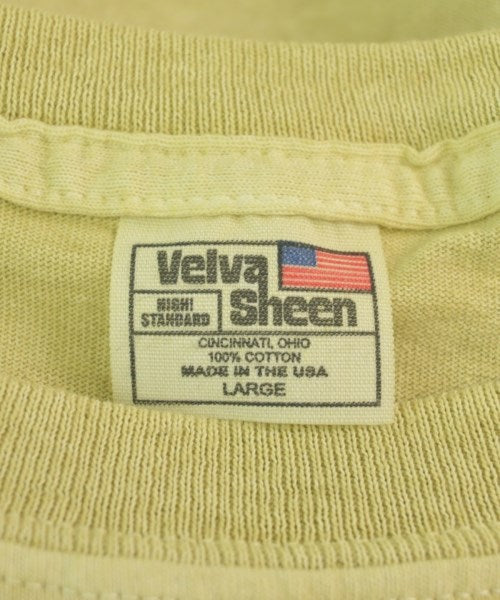 Velva
Sheen
HIGH!
STANDARD
CINCINNATI, OHIO
100% COTTON
MADE IN THE USA
LARGE